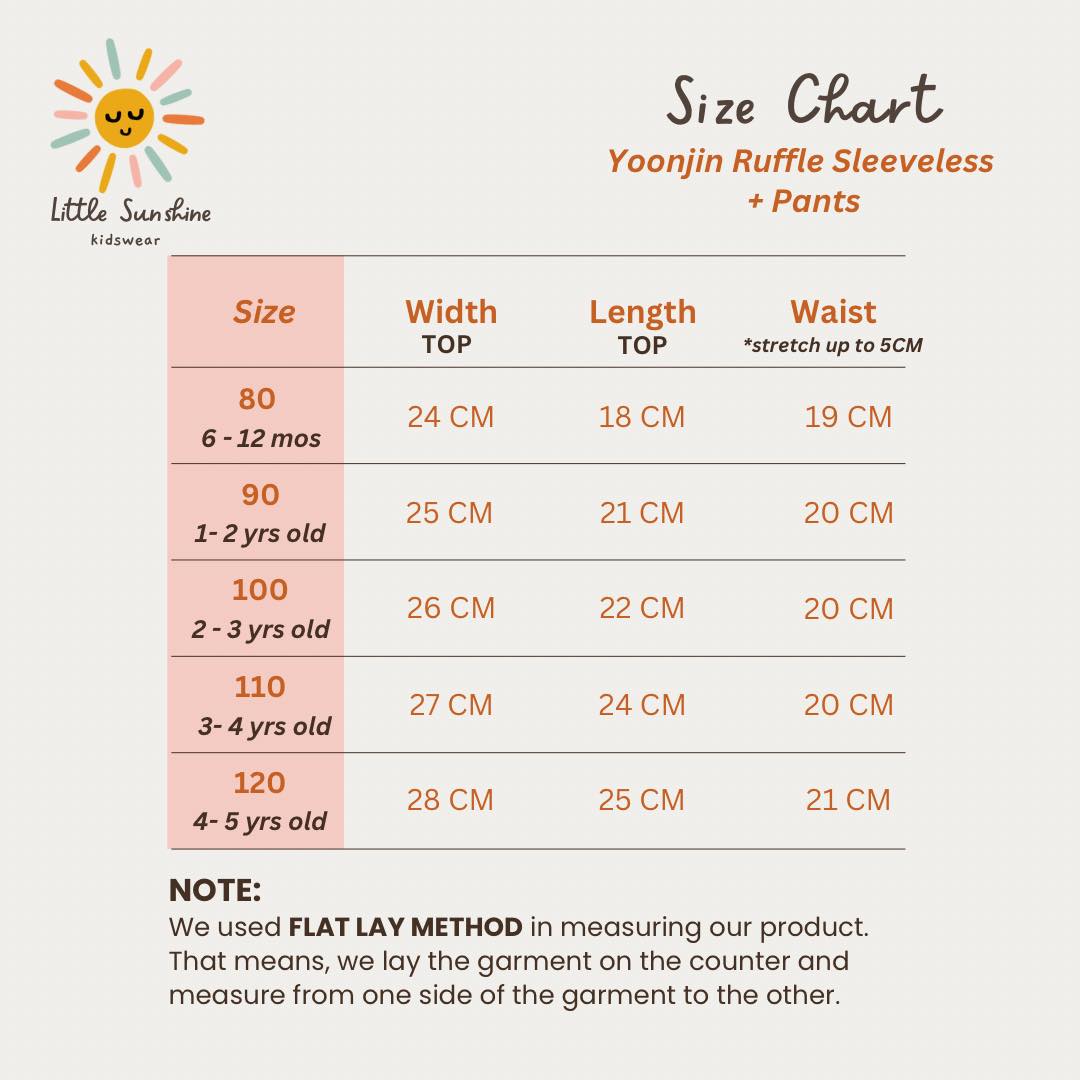 Little Sunshine
kidswear
Size Chart
Yoonjin Ruffle Sleeveless
+ Pants
Size Width Length Waist
TOP TOP *stretch up to 5CM
80
6 - 12 mos
24 CM 18 CM 19 CM
90
1- 2 yrs old
25 CM 21 CM 20 CM
100
2 - 3 yrs old
26 CM 22 CM 20 CM
110
3- 4 yrs old
27 CM 24 CM 20 CM
120
4- 5 yrs old
28 CM 25 CM 21 CM
NOTE:
We used FLAT LAY METHOD in measuring our product.
That means, we lay the garment on the counter and
measure from one side of the garment to the other.